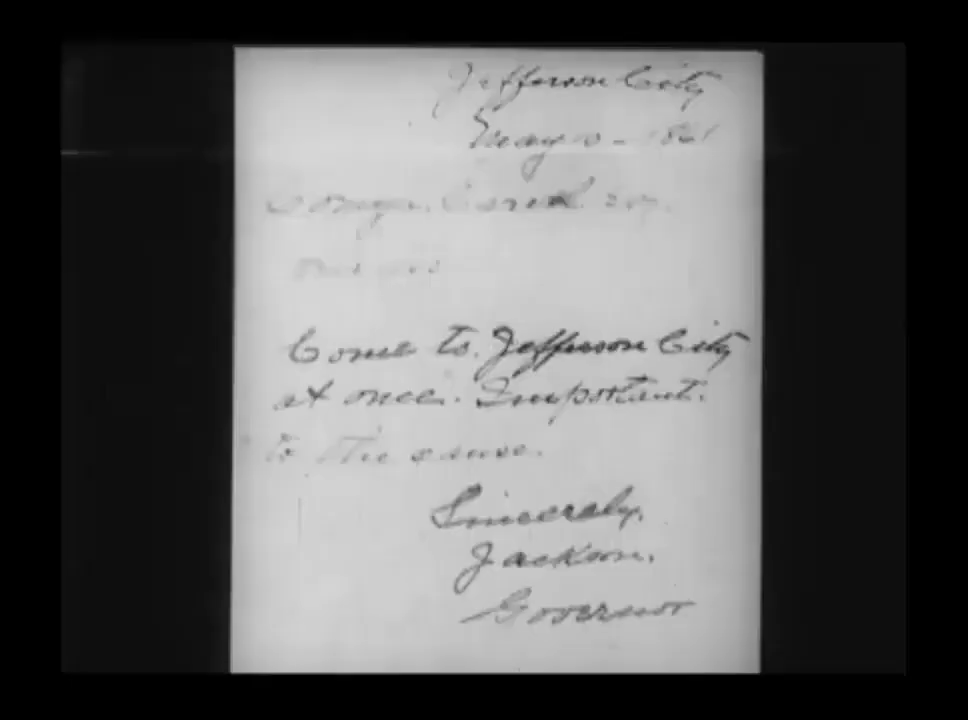 Jefferson City
May 10 - 1861
Come to Jefferson City
at once. Important.
to the cause.
Sincerely,
Jackson.
Governor